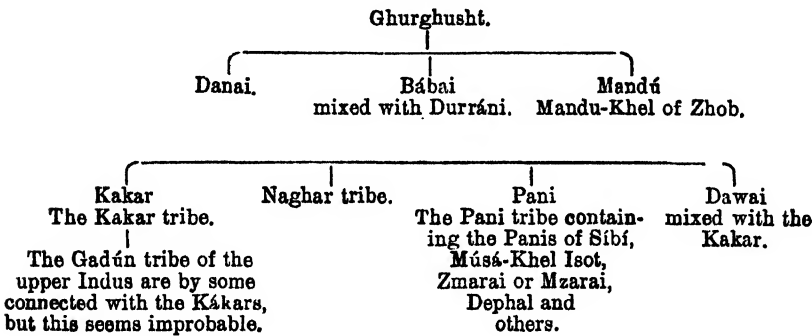 Ghurghusht.
Danai.
Bábai
mixed with Durráni.
Mandú
Mandu-Khel of Zhob.
Kakar
The Kakar tribe.
The Gadún tribe of the
upper Indus are by some
connected with the Kákars,
but this seems improbable.
Naghar tribe.
Pani
The Pani tribe contain-
ing the Panis of Síbí,
Músá-Khel Isot,
Zmarai or Mzarai,
Dephal and
others.
Dawai
mixed with the
Kakar.